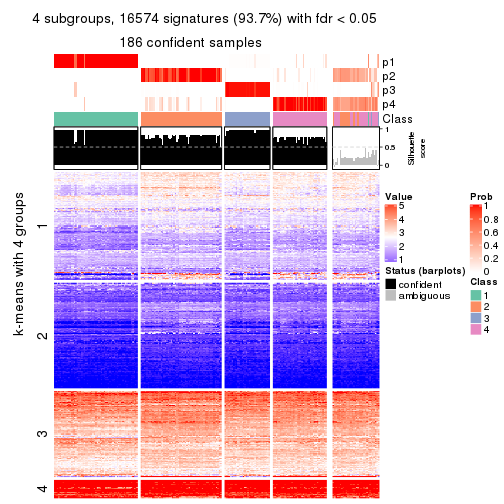 4 subgroups, 16574 signatures (93.7%) with fdr < 0.05
186 confident samples
p1
p2
p3
p4
Class
1
0.5
0
Silhouette
score
k-means with 4 groups
1
2
3
4
Value
5
4
3
2
1
Status (barplots)
confident
ambiguous
Prob
1
0.8
0.6
0.4
0.2
0
Class
1
2
3
4